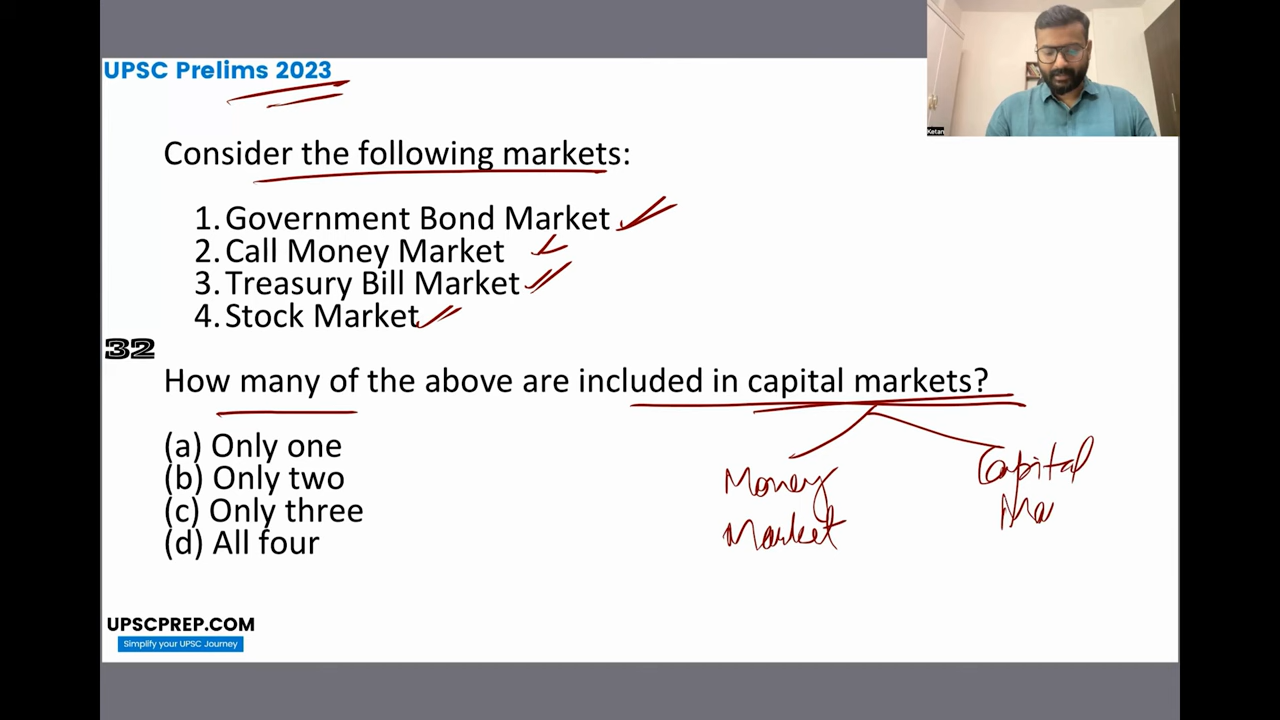 UPSC Prelims 2023
Consider the following markets:
1. Government Bond Market
2. Call Money Market
3. Treasury Bill Market
4. Stock Market
32
How many of the above are included in capital markets?
(a) Only one
(b) Only two
(c) Only three
(d) All four
Money
Market
Capital
Ma
UPSCPREP.COM
Simplify your UPSC Journey
Ketan